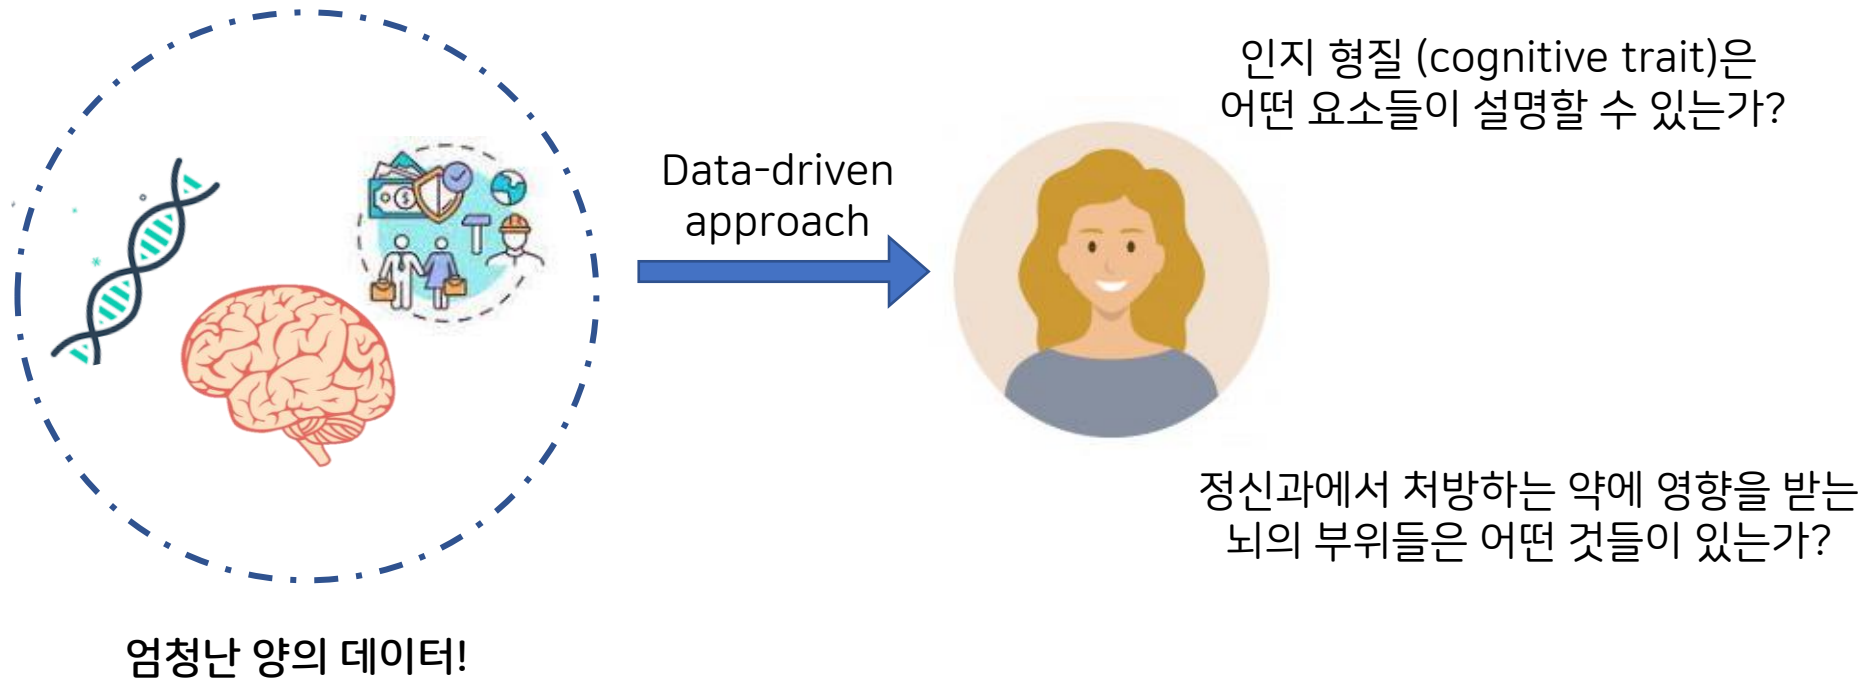 인지 형질 (cognitive trait)은
어떤 요소들이 설명할 수 있는가?
Data-driven
approach
정신과에서 처방하는 약에 영향을 받는
뇌의 부위들은 어떤 것들이 있는가?
엄청난 양의 데이터!